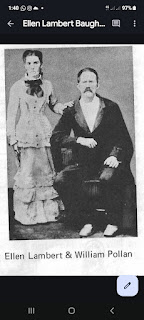 1:40
97%
Ellen Lambert Baugh...
Ellen Lambert & William Pollan